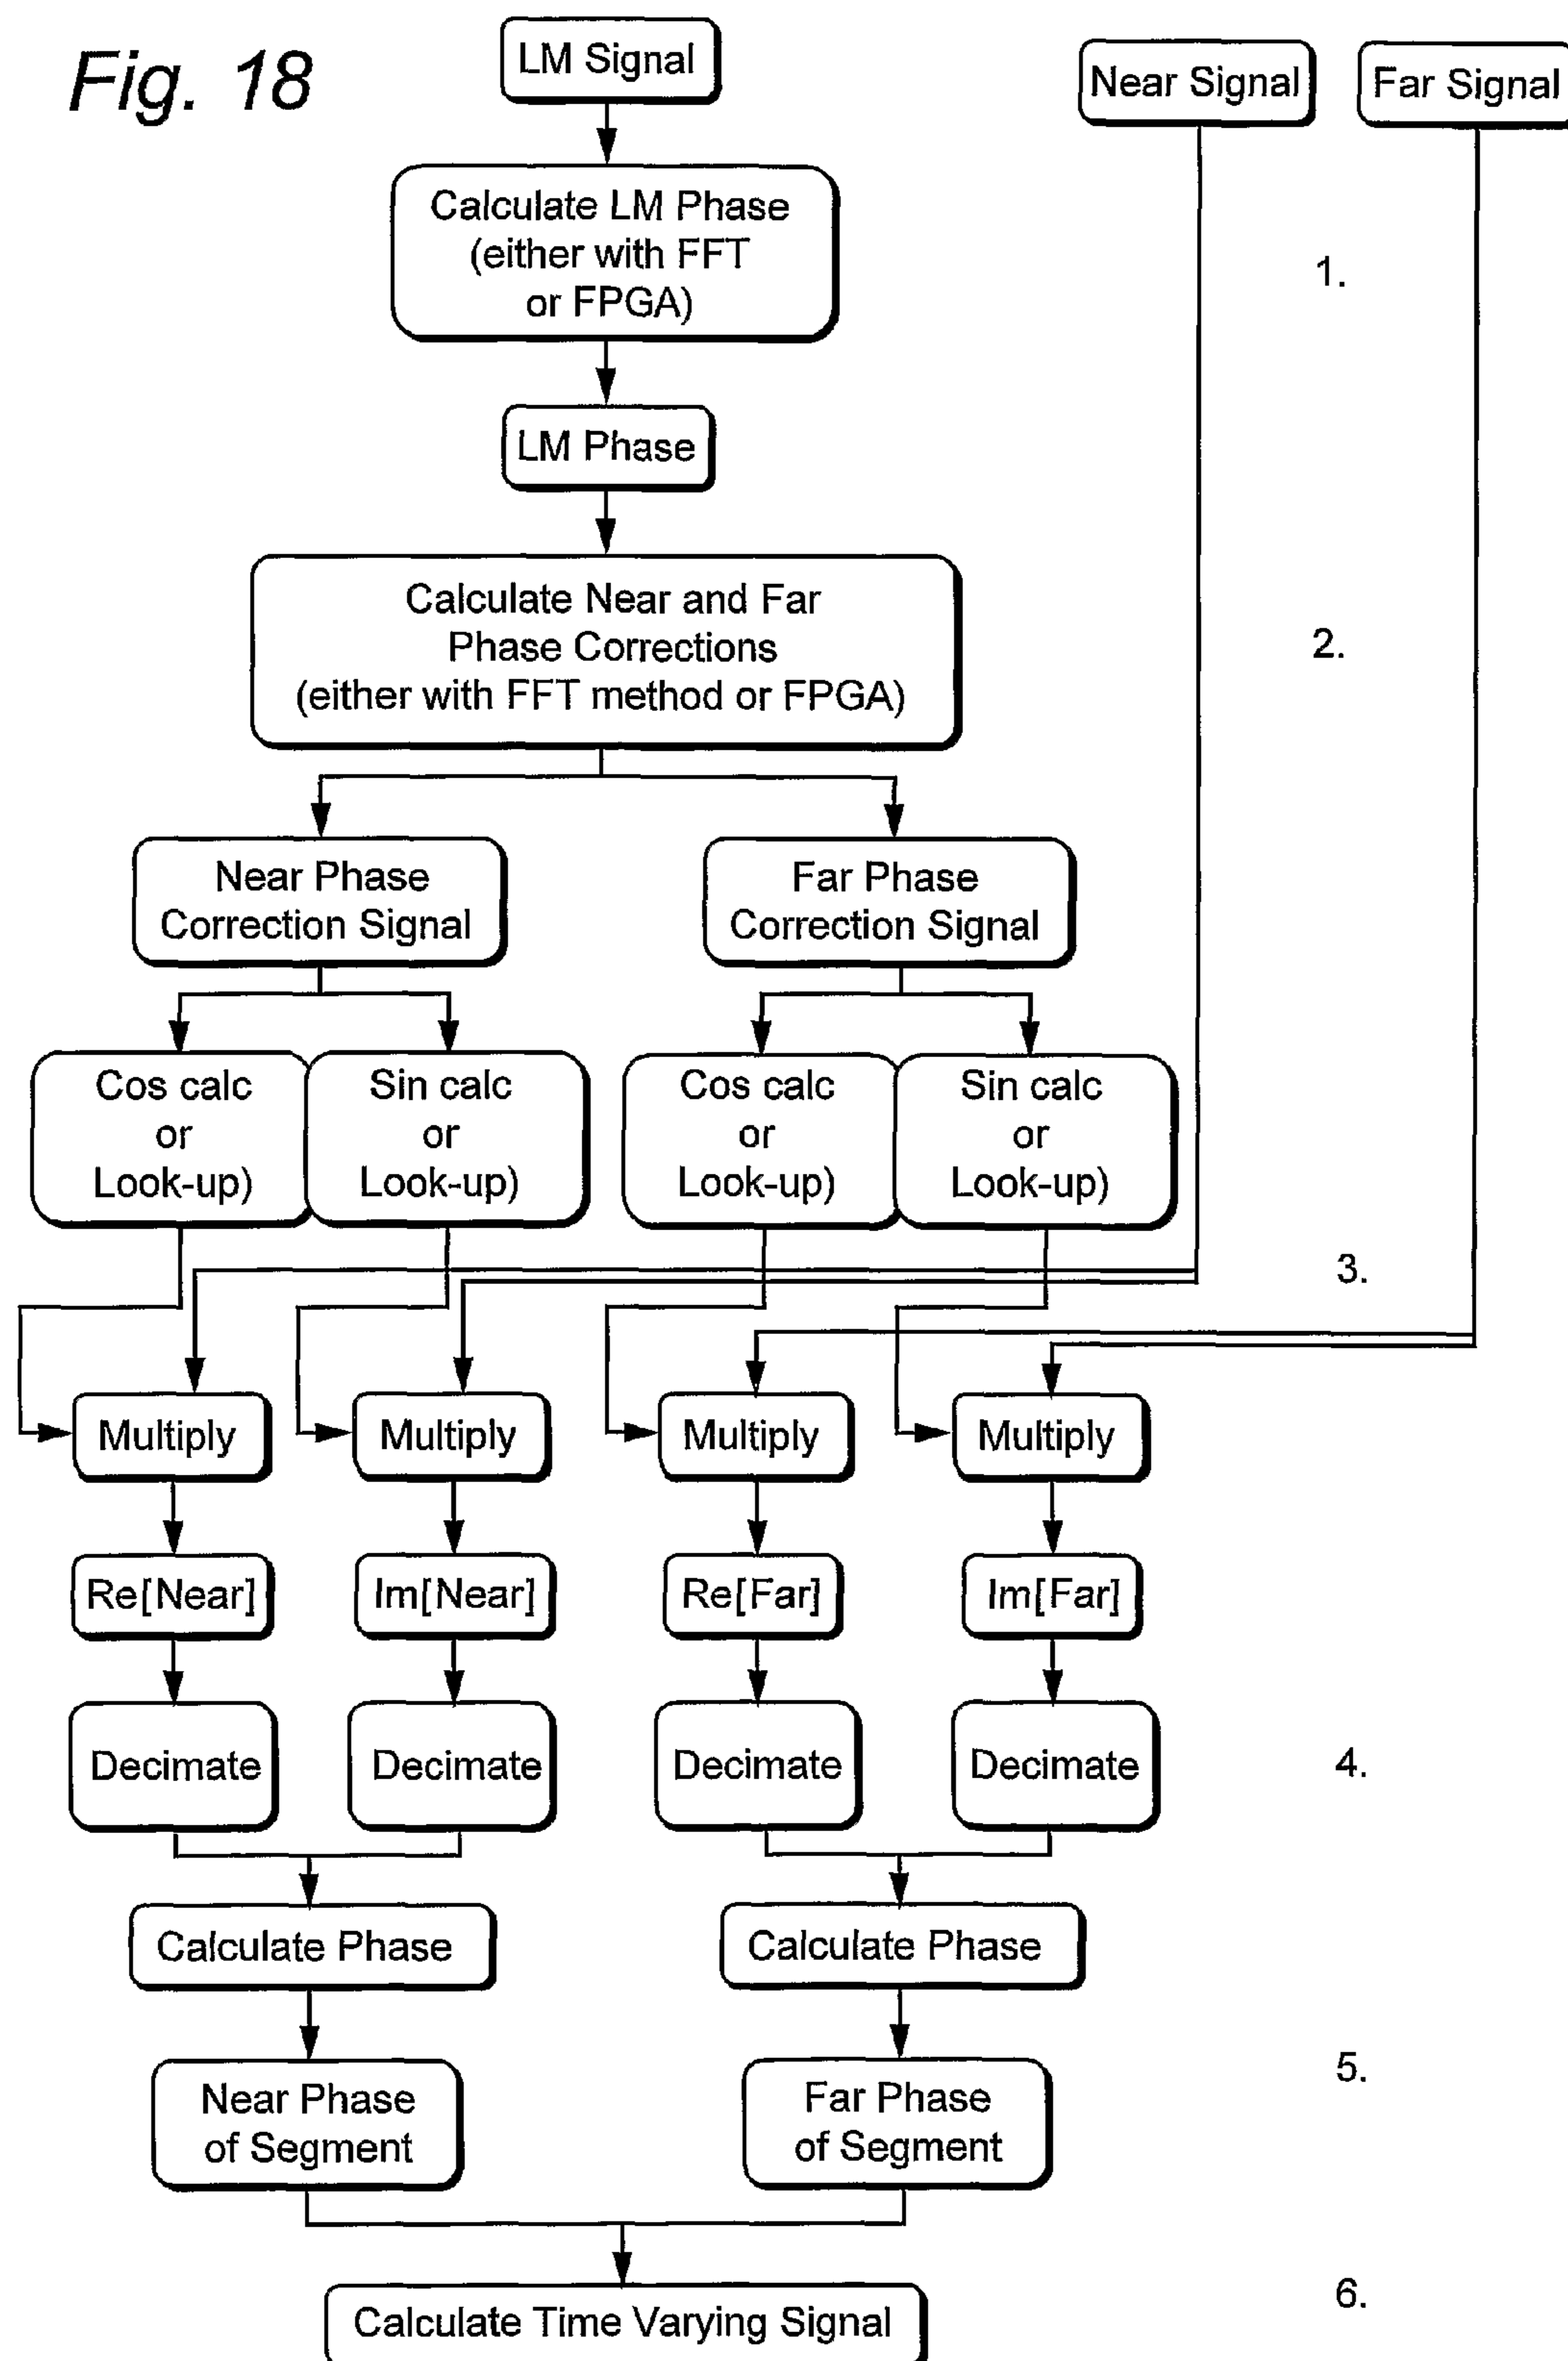 Fig. 18
LM Signal
Near Signal
Far Signal
Calculate LM Phase
(either with FFT
or FPGA)
1.
LM Phase
Calculate Near and Far
Phase Corrections
(either with FFT method or FPGA)
2.
Near Phase
Correction Signal
Far Phase
Correction Signal
Cos calc
or
Look-up)
Sin calc
or
Look-up)
Cos calc
or
Look-up)
Sin calc
or
Look-up)
3.
Multiply
Multiply
Multiply
Multiply
Re[Near]
Im[Near]
Re[Far]
Im[Far]
Decimate
Decimate
Decimate
Decimate
4.
Calculate Phase
Calculate Phase
Near Phase
of Segment
Far Phase
of Segment
5.
Calculate Time Varying Signal
6.